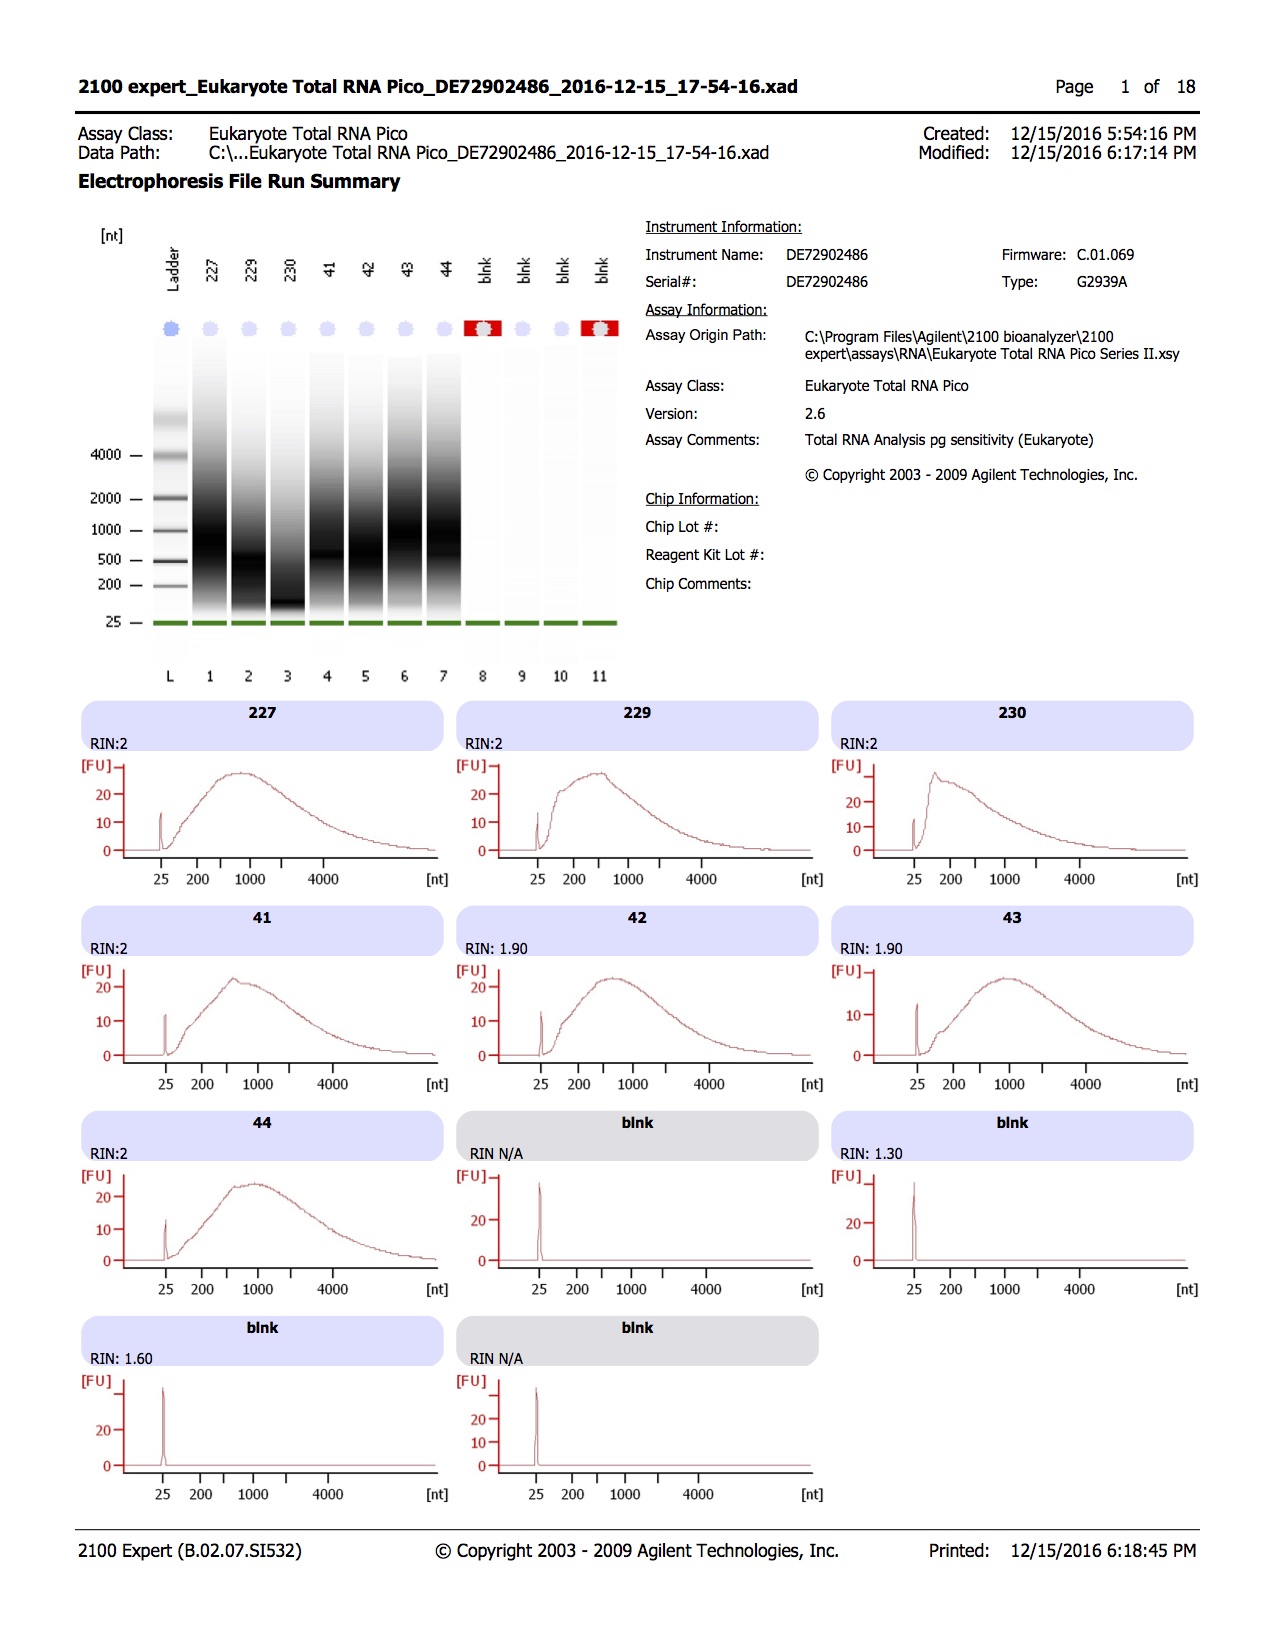 2100 expert_Eukaryote Total RNA Pico_DE72902486_2016-12-15_17-54-16.xad Page 1 of 18
Assay Class: Eukaryote Total RNA Pico Created: 12/15/2016 5:54:16 PM
Data Path: C:\...Eukaryote Total RNA Pico_DE72902486_2016-12-15_17-54-16.xad Modified: 12/15/2016 6:17:14 PM
Electrophoresis File Run Summary
[nt]
Ladder 227 229 230 41 42 43 44 blnk blnk blnk blnk
4000
2000
1000
500
200
25
L 1 2 3 4 5 6 7 8 9 10 11
Instrument Information:
Instrument Name: DE72902486 Firmware: C.01.069
Serial#: DE72902486 Type: G2939A
Assay Information:
Assay Origin Path: C:\Program Files\Agilent\2100 bioanalyzer\2100
expert\assays\RNA\Eukaryote Total RNA Pico Series II.xsy
Assay Class: Eukaryote Total RNA Pico
Version: 2.6
Assay Comments: Total RNA Analysis pg sensitivity (Eukaryote)
© Copyright 2003 - 2009 Agilent Technologies, Inc.
Chip Information:
Chip Lot #:
Reagent Kit Lot #:
Chip Comments:
227
RIN:2
[FU]
20
10
0
25 200 1000 4000 [nt]
229
RIN:2
[FU]
20
10
0
25 200 1000 4000 [nt]
230
RIN:2
[FU]
20
10
0
25 200 1000 4000 [nt]
41
RIN:2
[FU]
20
10
0
25 200 1000 4000 [nt]
42
RIN: 1.90
[FU]
20
10
0
25 200 1000 4000 [nt]
43
RIN: 1.90
[FU]
10
0
25 200 1000 4000 [nt]
44
RIN:2
[FU]
20
10
0
25 200 1000 4000 [nt]
blnk
RIN N/A
[FU]
20
0
25 200 1000 4000 [nt]
blnk
RIN: 1.30
[FU]
20
0
25 200 1000 4000 [nt]
blnk
RIN: 1.60
[FU]
20
0
25 200 1000 4000 [nt]
blnk
RIN N/A
[FU]
20
10
0
25 200 1000 4000 [nt]
2100 Expert (B.02.07.SI532) © Copyright 2003 - 2009 Agilent Technologies, Inc. Printed: 12/15/2016 6:18:45 PM